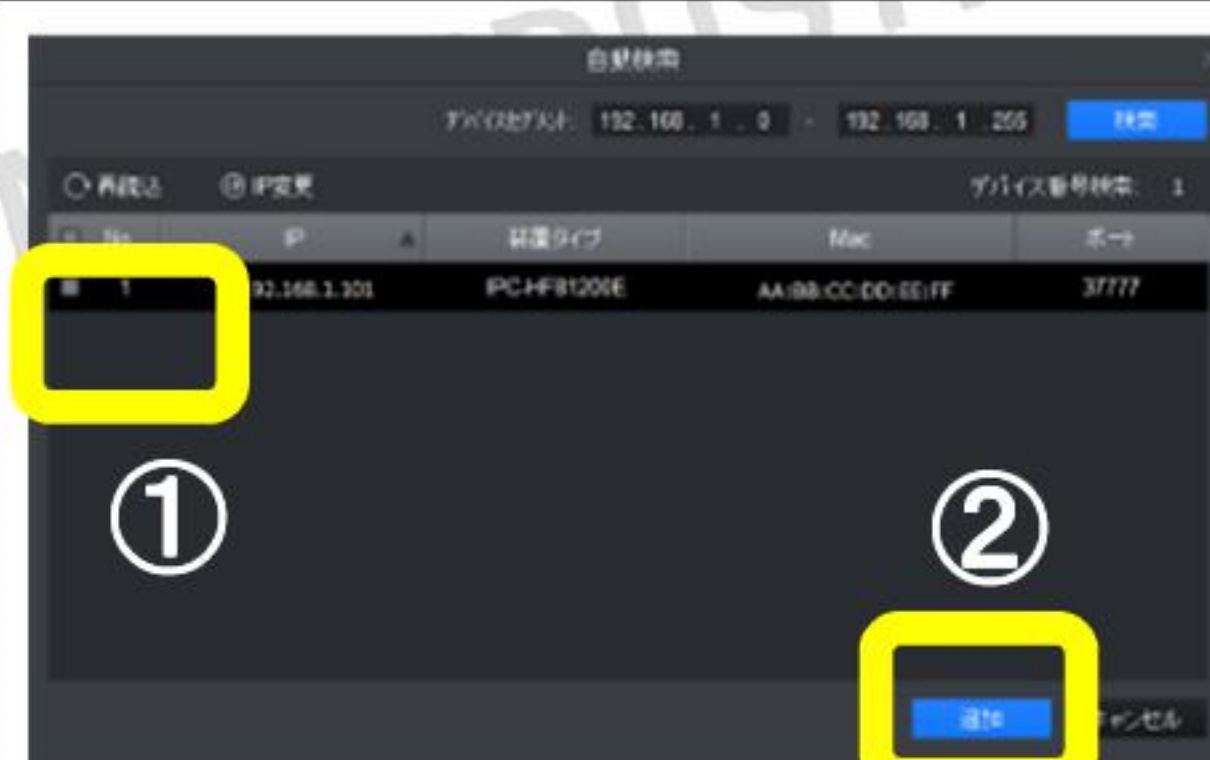 自動検索
デバイスセグメント: 192 . 168 . 1 . 0 - 192 . 168 . 1 . 255 検索
再読込 IP変更 デバイス番号検索: 1
No IP ▲ 装置タイプ Mac ポート
1 92.168.1.101 AA:BB:CC:DD:EE:FF 37777
① ②
追加 キャンセル